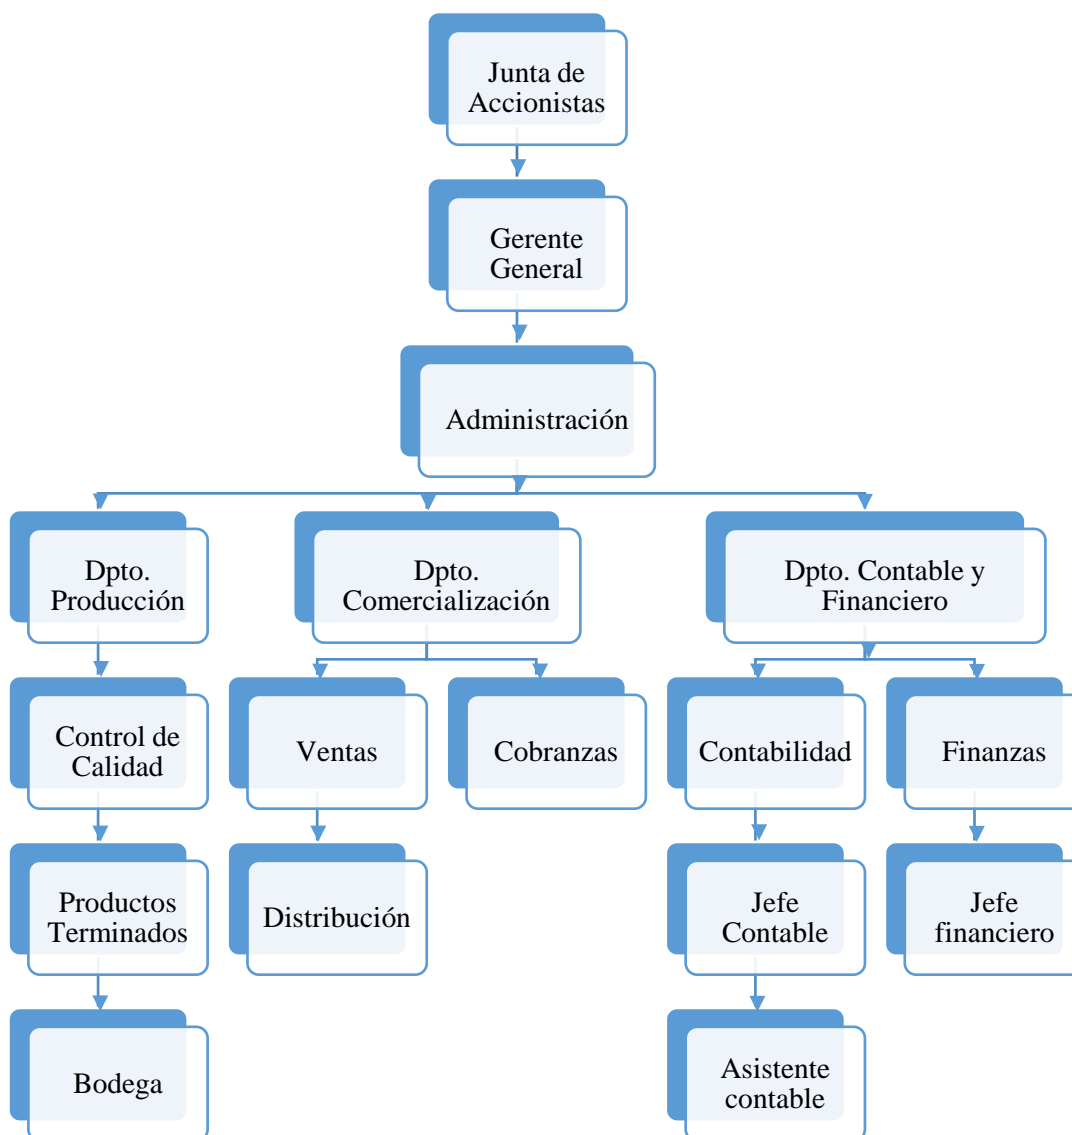 Junta de
Accionistas
Gerente
General
Administración
Dpto.
Producción
Dpto.
Comercialización
Dpto. Contable y
Financiero
Control de
Calidad
Ventas
Cobranzas
Contabilidad
Finanzas
Productos
Terminados
Distribución
Jefe
Contable
Jefe
financiero
Bodega
Asistente
contable